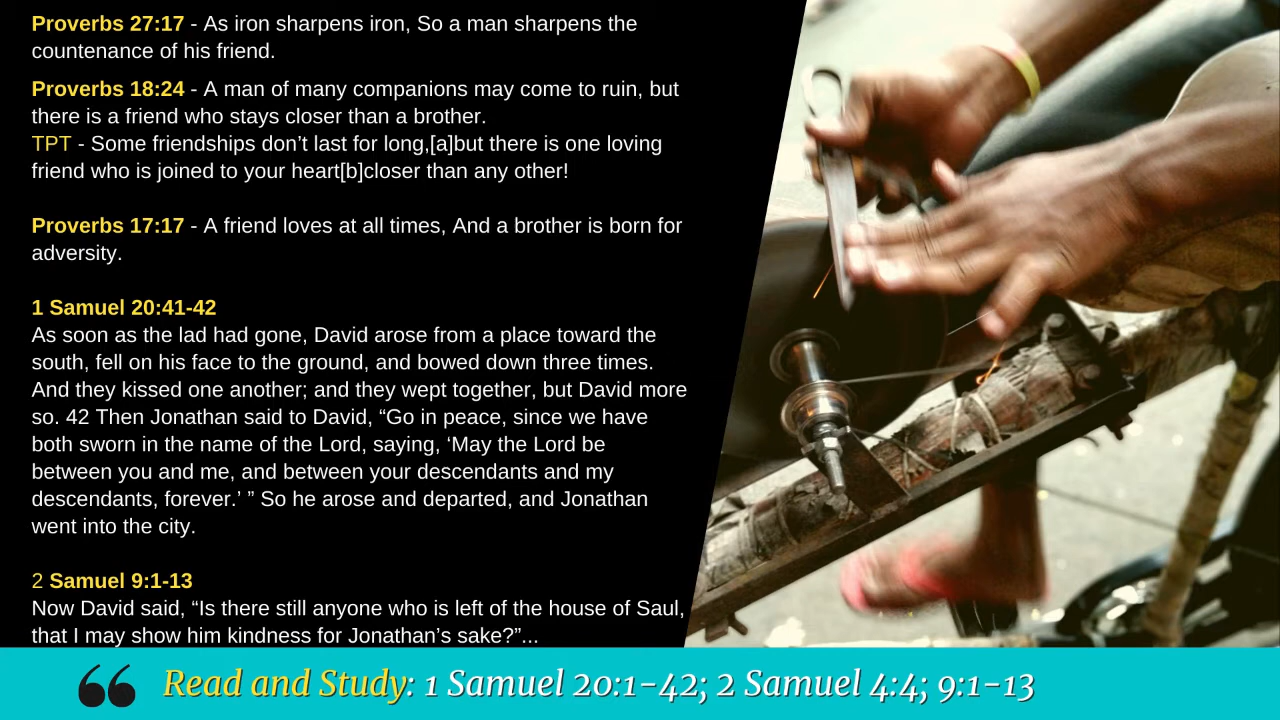 Proverbs 27:17 - As iron sharpens iron, So a man sharpens the
countenance of his friend.
Proverbs 18:24 - A man of many companions may come to ruin, but
there is a friend who stays closer than a brother.
TPT - Some friendships don’t last for long,[a]but there is one loving
friend who is joined to your heart[b]closer than any other!
Proverbs 17:17 - A friend loves at all times, And a brother is born for
adversity.
1 Samuel 20:41-42
As soon as the lad had gone, David arose from a place toward the
south, fell on his face to the ground, and bowed down three times.
And they kissed one another; and they wept together, but David more
so. 42 Then Jonathan said to David, “Go in peace, since we have
both sworn in the name of the Lord, saying, ‘May the Lord be
between you and me, and between your descendants and my
descendants, forever.’ ” So he arose and departed, and Jonathan
went into the city.
2 Samuel 9:1-13
Now David said, “Is there still anyone who is left of the house of Saul,
that I may show him kindness for Jonathan’s sake?”...
Read and Study: 1 Samuel 20:1-42; 2 Samuel 4:4; 9:1-13